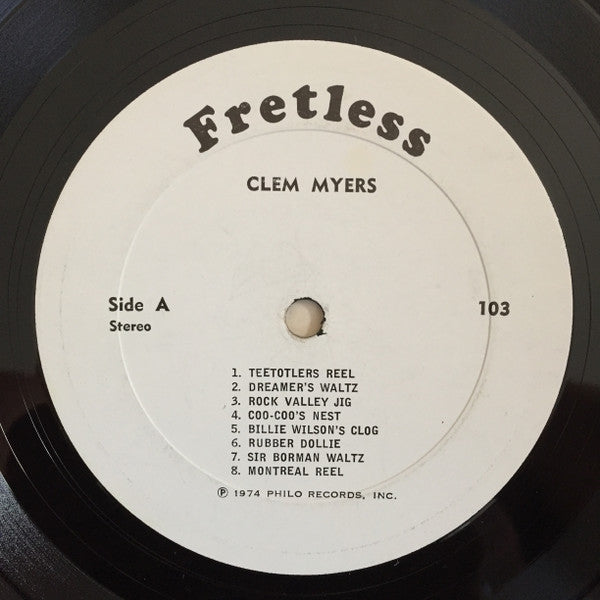 Fretless
CLEM MYERS
Side A
Stereo
103
1. TEETOTLERS REEL
2. DREAMER'S WALTZ
3. ROCK VALLEY JIG
4. COO-COO'S NEST
5. BILLIE WILSON'S CLOG
6. RUBBER DOLLIE
7. SIR BORMAN WALTZ
8. MONTREAL REEL
Ⓟ 1974 PHILO RECORDS, INC.